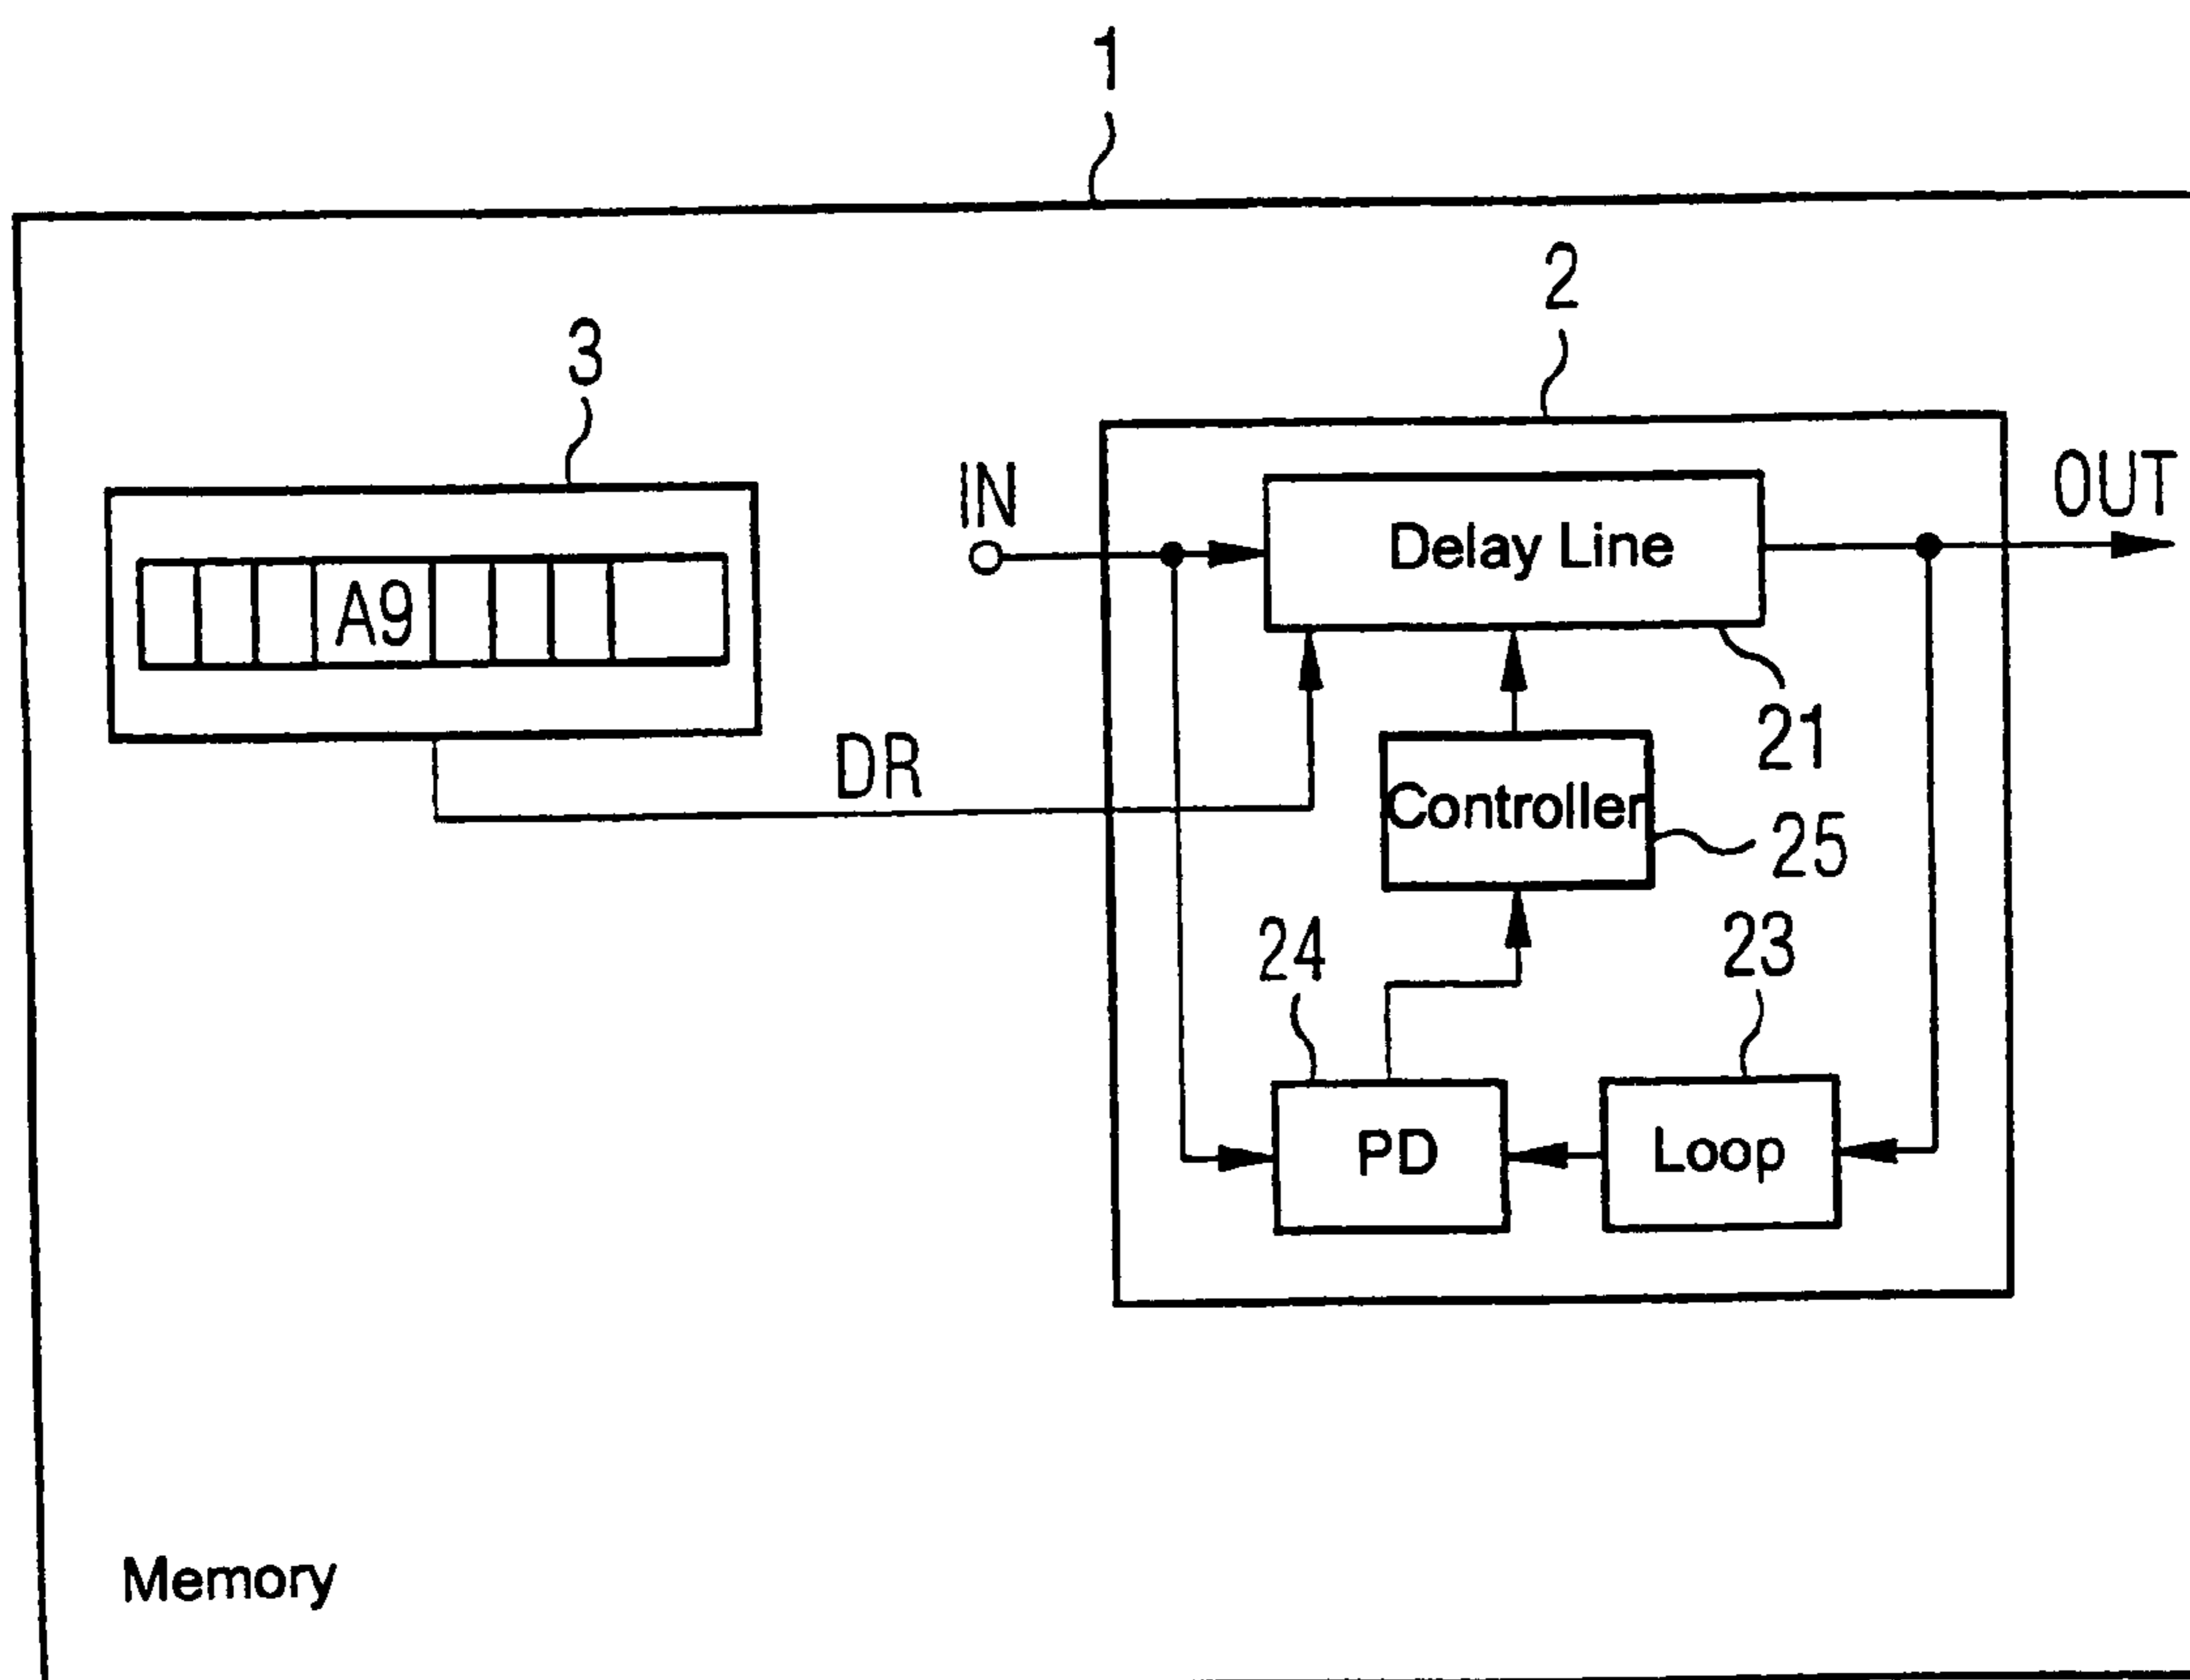 1
2
3
IN
Delay Line
OUT
A9
21
DR
Controller
25
24
23
PD
Loop
Memory